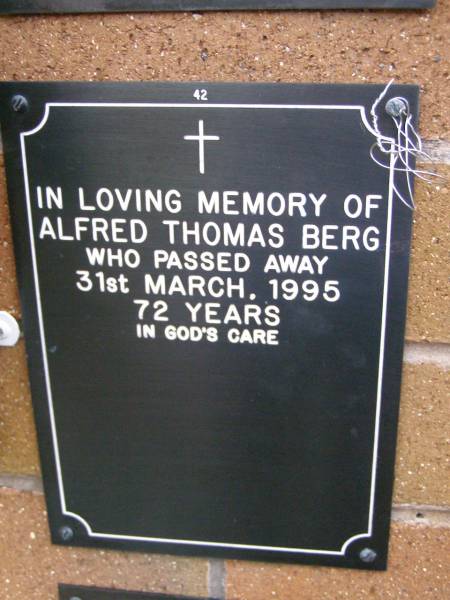 42
IN LOVING MEMORY OF
ALFRED THOMAS BERG
WHO PASSED AWAY
31st MARCH, 1995
72 YEARS
IN GOD'S CARE